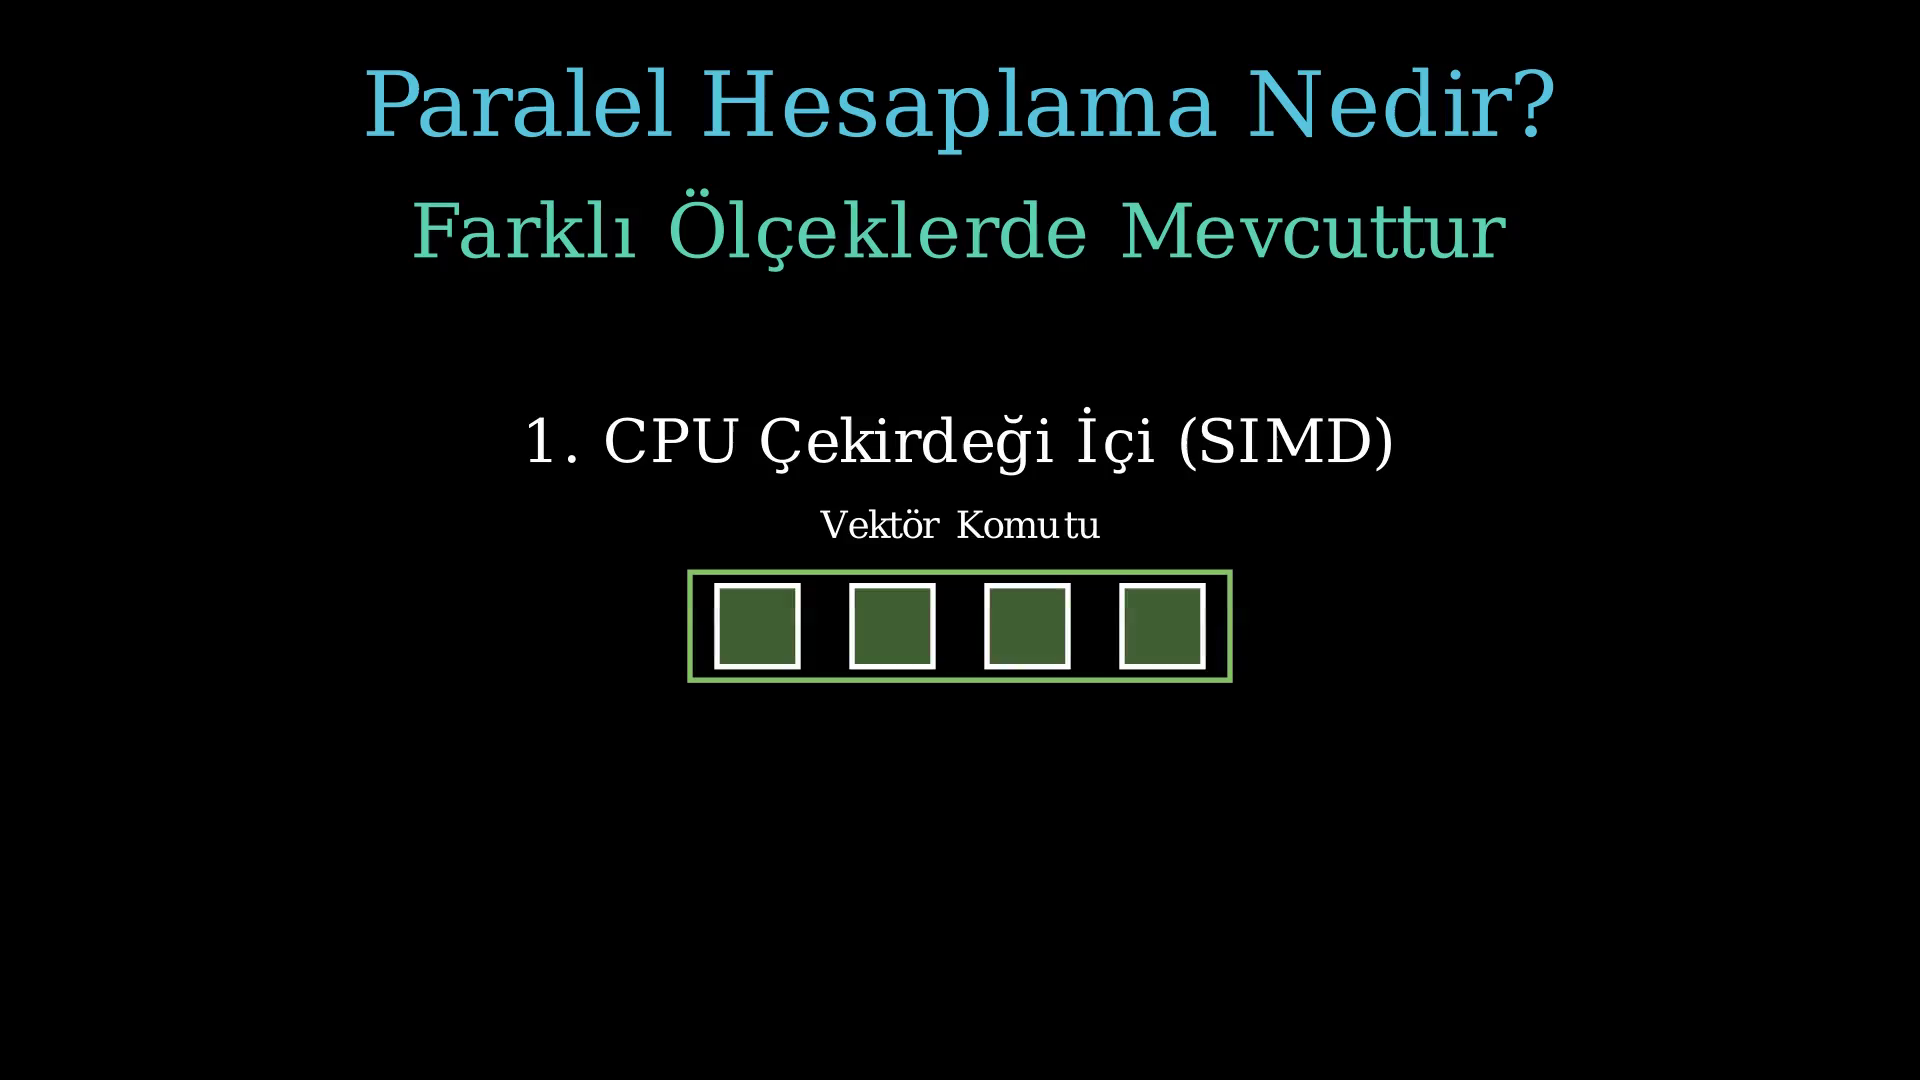 Paralel Hesaplama Nedir?
Farklı Ölçeklerde Mevcuttur
1. CPU Çekirdeği İçi (SIMD)
Vektör Komutu